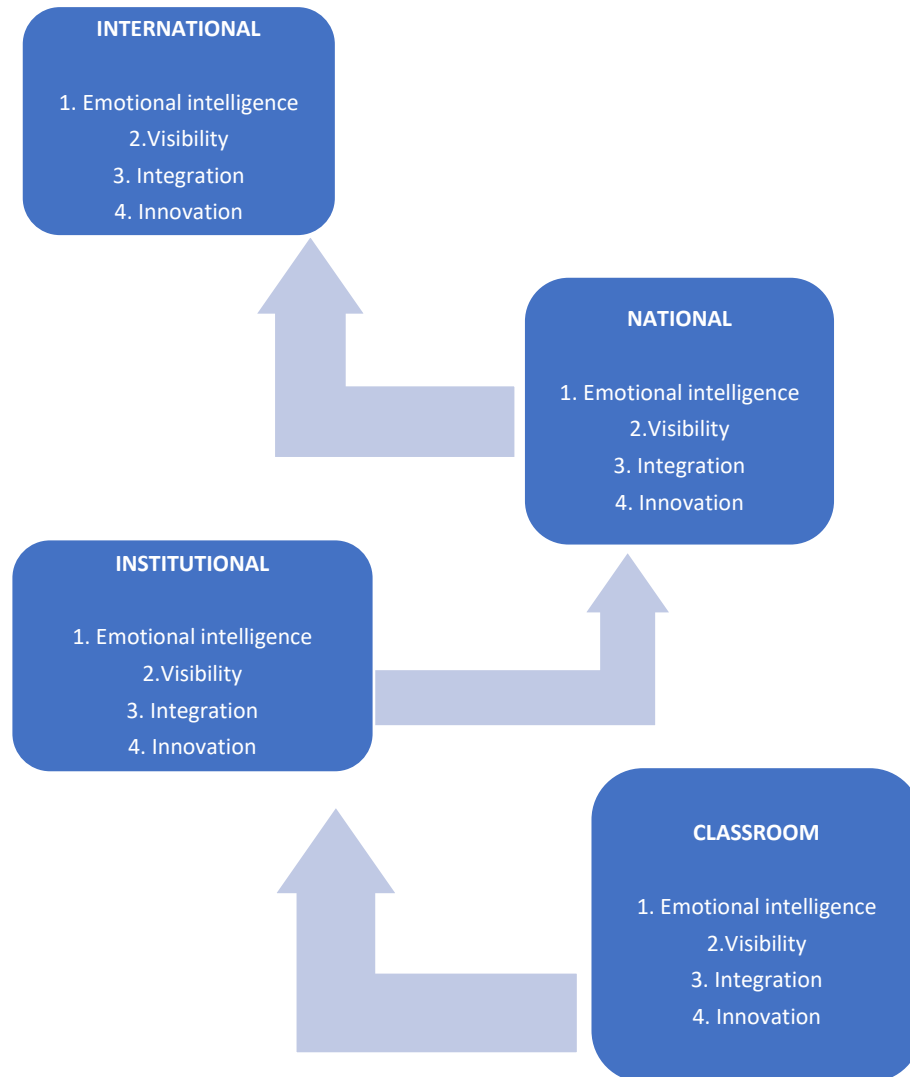 INTERNATIONAL
1. Emotional intelligence
2.Visibility
3. Integration
4. Innovation
NATIONAL
1. Emotional intelligence
2.Visibility
3. Integration
4. Innovation
INSTITUTIONAL
1. Emotional intelligence
2.Visibility
3. Integration
4. Innovation
CLASSROOM
1. Emotional intelligence
2.Visibility
3. Integration
4. Innovation